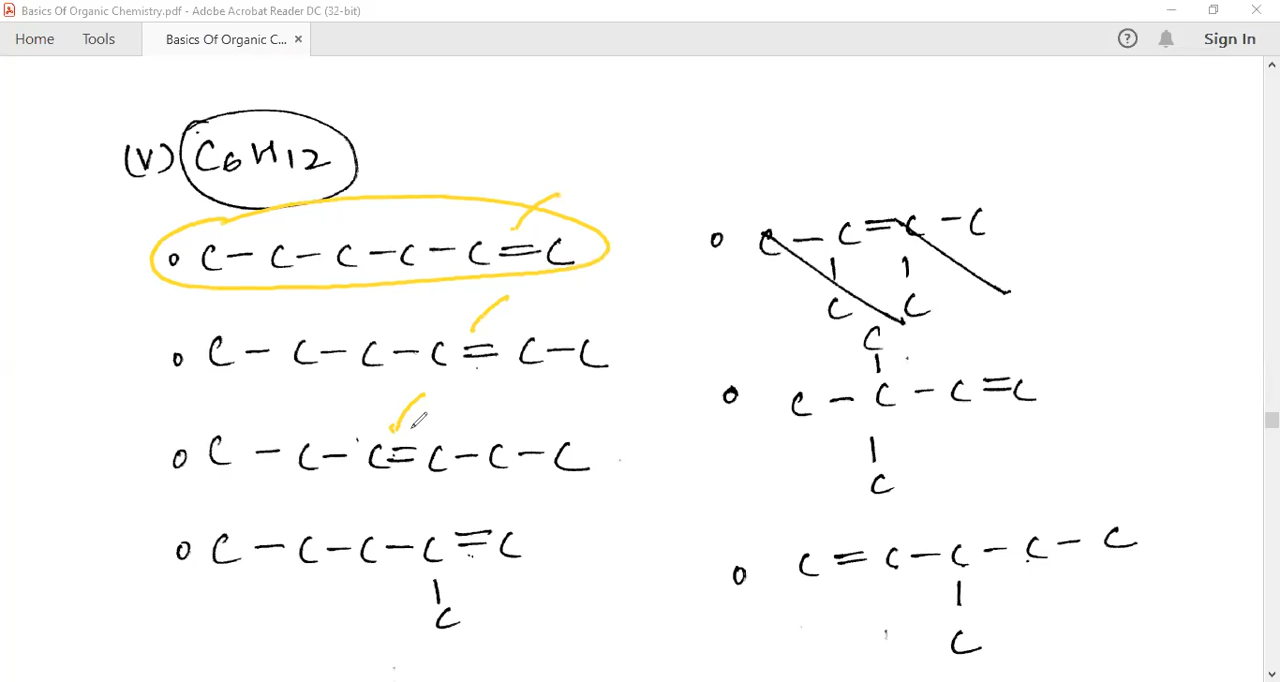 Basics Of Organic Chemistry.pdf - Adobe Acrobat Reader DC (32-bit)
Home Tools Basics Of Organic C... × ? Sign In
(V) C6H12
o C - C - C - C - C = C
o C - C - C - C = C - C
o C - C - C = C - C - C
o C - C - C - C = C
|
C
o C - C = C - C
| |
C C
C
|
o C - C - C = C
|
C
o C = C - C - C - C
|
C